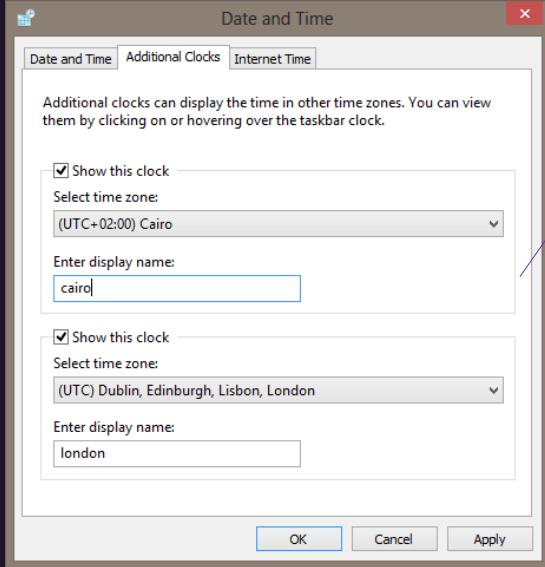 Date and Time
Date and Time Additional Clocks Internet Time
Additional clocks can display the time in other time zones. You can view
them by clicking on or hovering over the taskbar clock.
Show this clock
Select time zone:
(UTC+02:00) Cairo
Enter display name:
cairo
Show this clock
Select time zone:
(UTC) Dublin, Edinburgh, Lisbon, London
Enter display name:
london
OK Cancel Apply